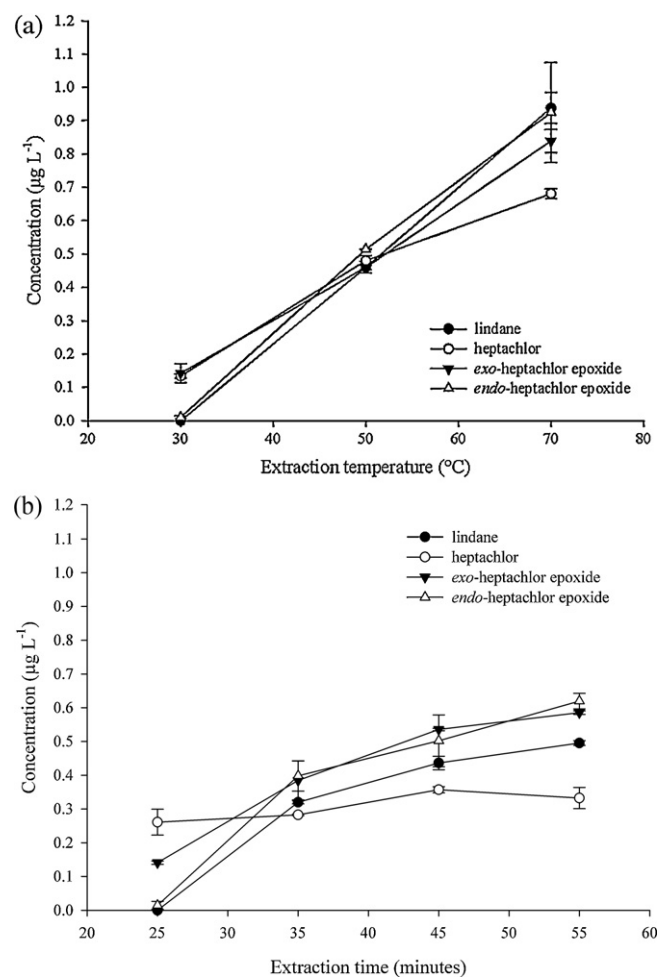 (a)
1.2
1.1
1.0
0.9
0.8
0.7
0.6
0.5
0.4
0.3
0.2
0.1
0.0
Concentration (µg L⁻¹)
lindane
heptachlor
exo-heptachlor epoxide
endo-heptachlor epoxide
20 30 40 50 60 70 80
Extraction temperature (°C)
(b)
1.2
1.1
1.0
0.9
0.8
0.7
0.6
0.5
0.4
0.3
0.2
0.1
0.0
Concentration (µg L⁻¹)
lindane
heptachlor
exo-heptachlor epoxide
endo-heptachlor epoxide
20 25 30 35 40 45 50 55 60
Extraction time (minutes)